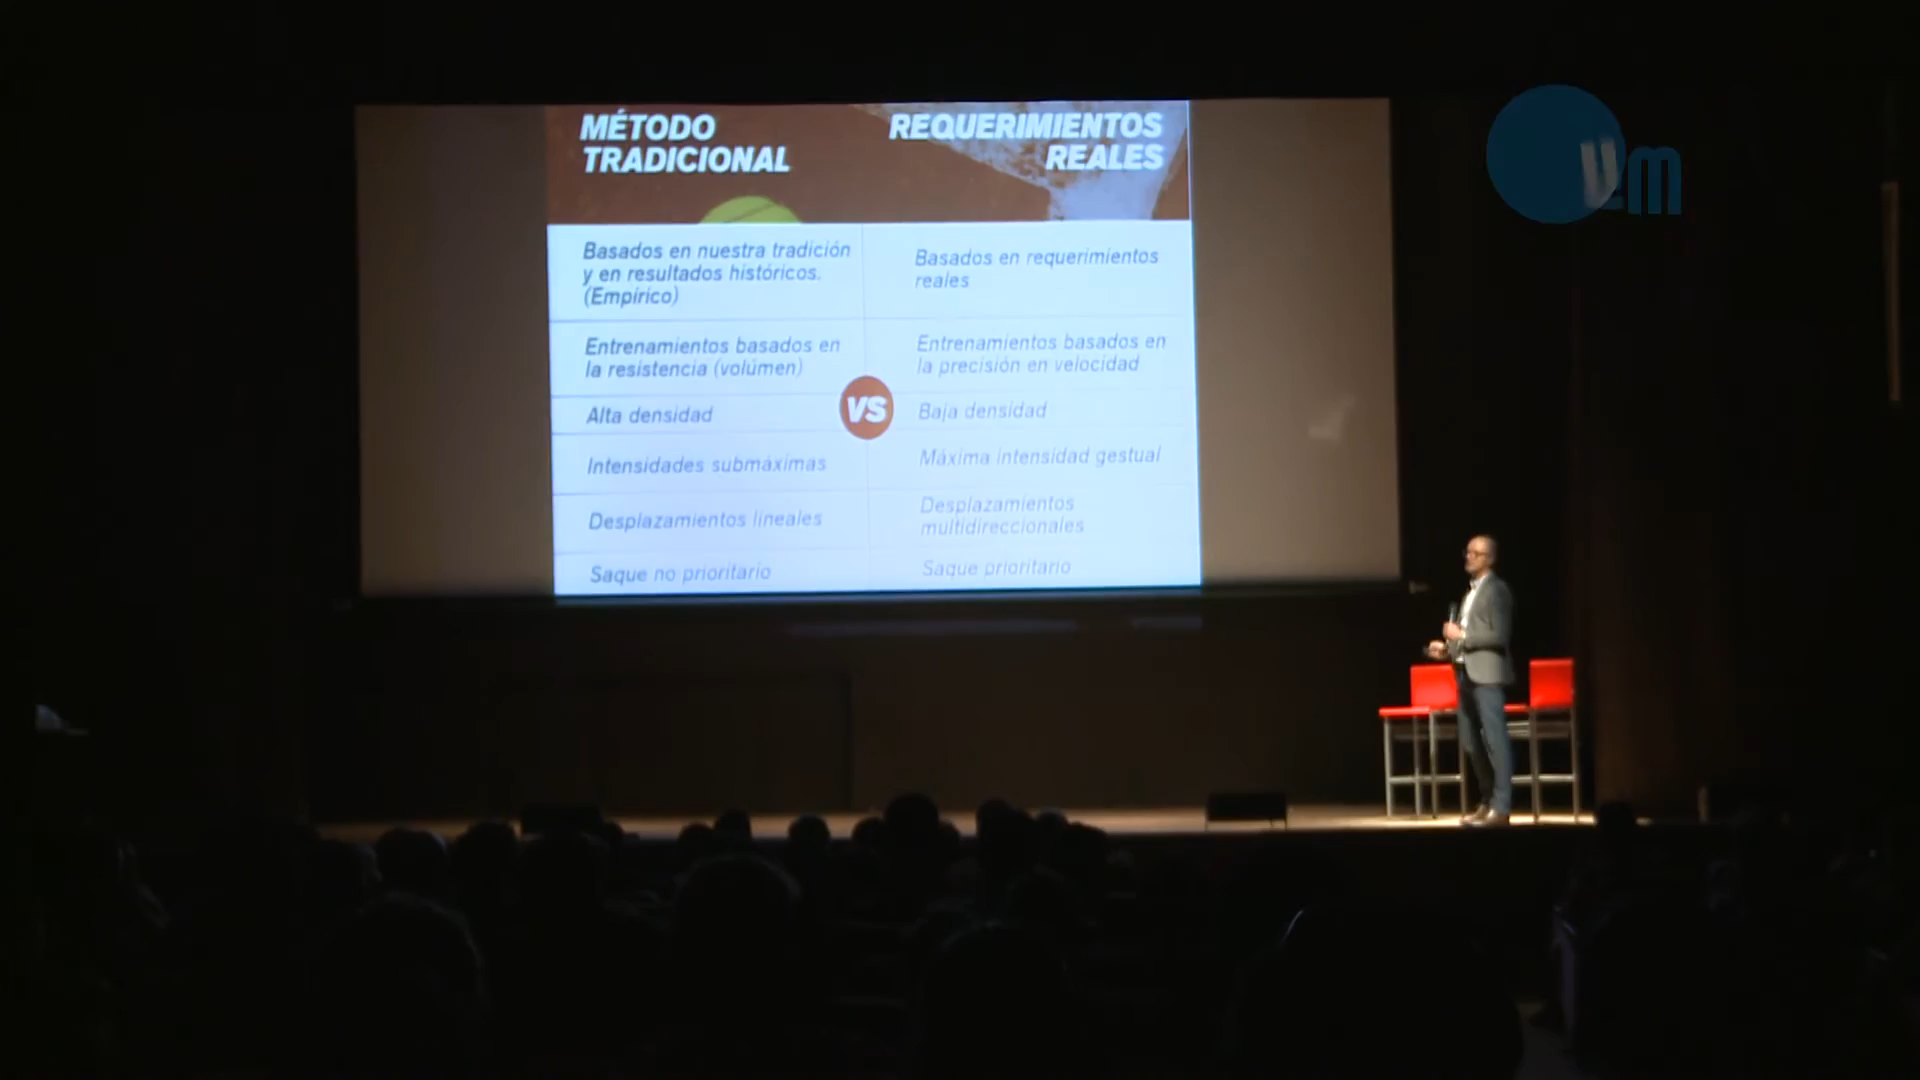 MÉTODO
TRADICIONAL
REQUERIMIENTOS
REALES
Basados en nuestra tradición
y en resultados históricos.
(Empírico)
Basados en requerimientos
reales
Entrenamientos basados en
la resistencia (volúmen)
Entrenamientos basados en
la precisión en velocidad
VS
Alta densidad
Baja densidad
Intensidades submáximas
Máxima intensidad gestual
Desplazamientos lineales
Desplazamientos
multidireccionales
Saque no prioritario
Saque prioritario